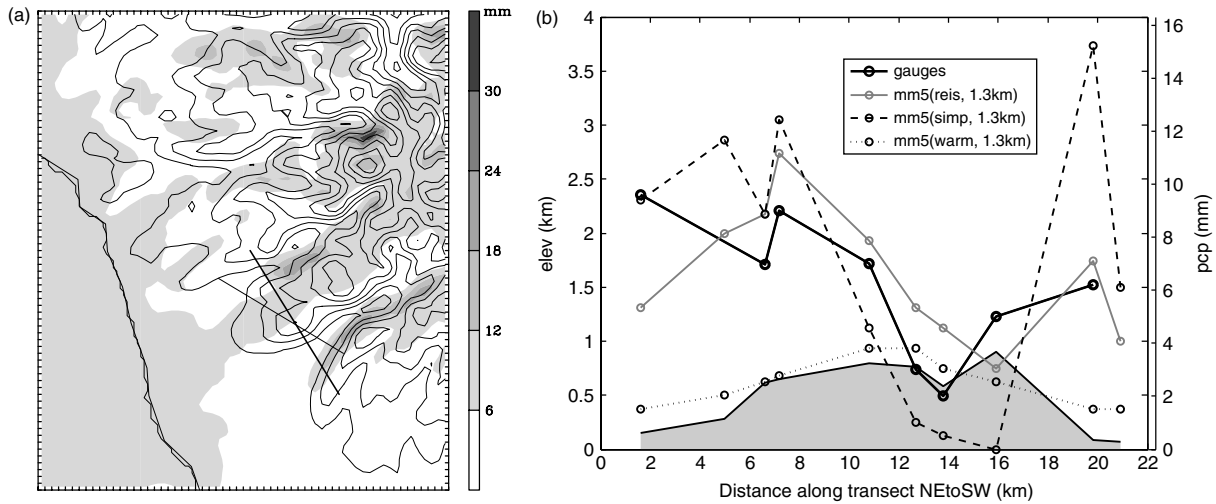 (a)
mm
30
24
18
12
6
(b)
elev (km)
4
3.5
3
2.5
2
1.5
1
0.5
0
gauges
mm5(reis, 1.3km)
mm5(simp, 1.3km)
mm5(warm, 1.3km)
16
14
12
10
8
6
4
2
0
pcp (mm)
0 2 4 6 8 10 12 14 16 18 20 22
Distance along transect NEtoSW (km)